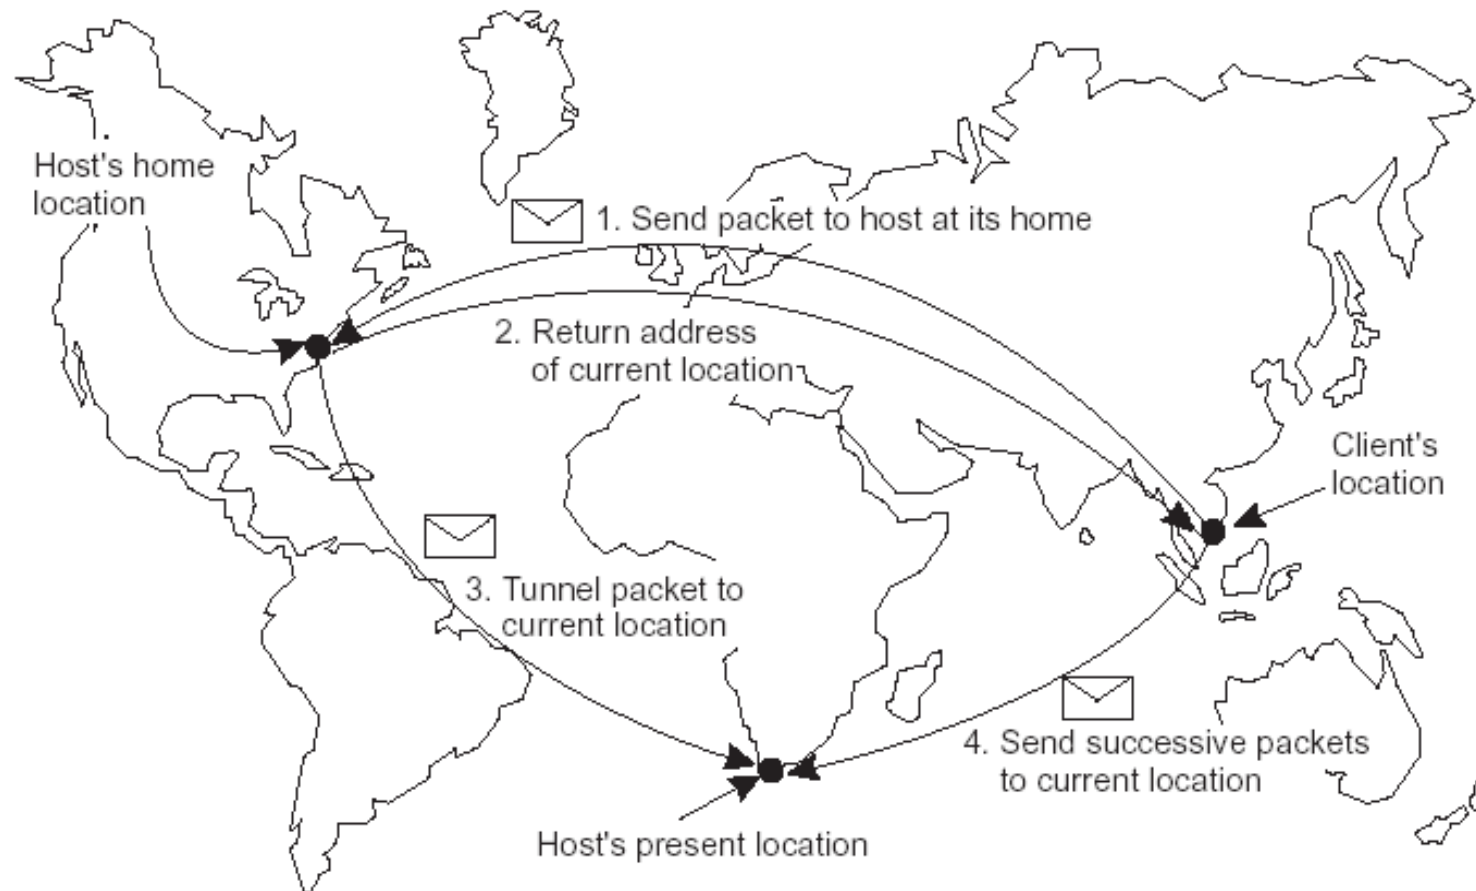 Host's home
location
1. Send packet to host at its home
2. Return address
of current location
Client's
location
3. Tunnel packet to
current location
4. Send successive packets
to current location
Host's present location